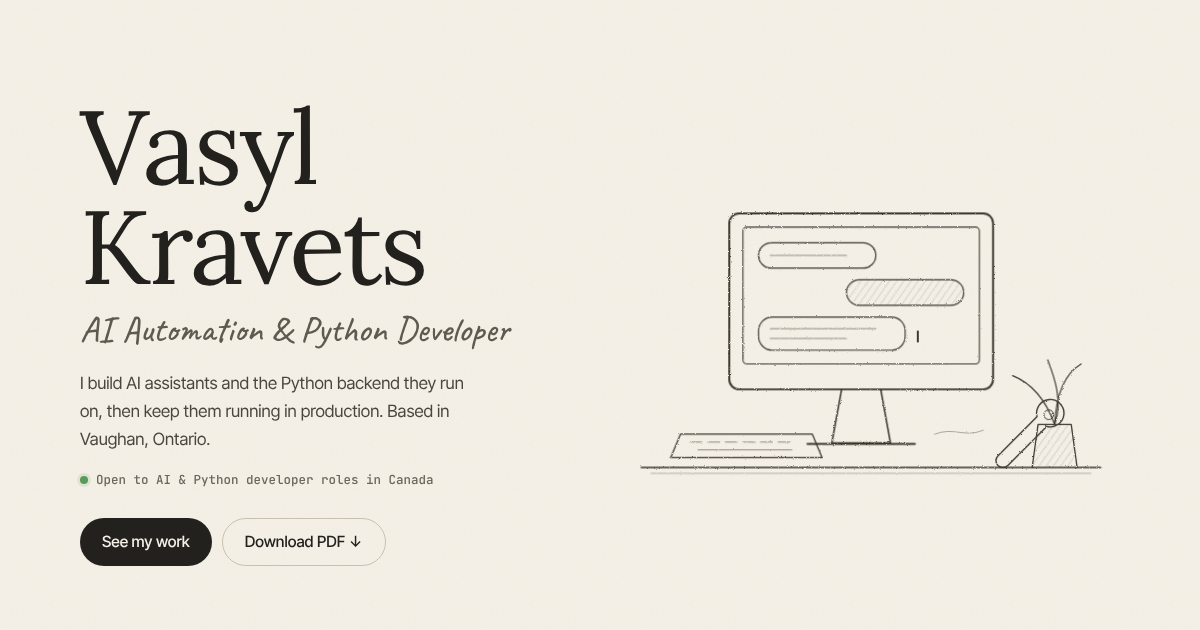 Vasyl
Kravets
AI Automation & Python Developer
I build AI assistants and the Python backend they run
on, then keep them running in production. Based in
Vaughan, Ontario.
Open to AI & Python developer roles in Canada
See my work
Download PDF ↓